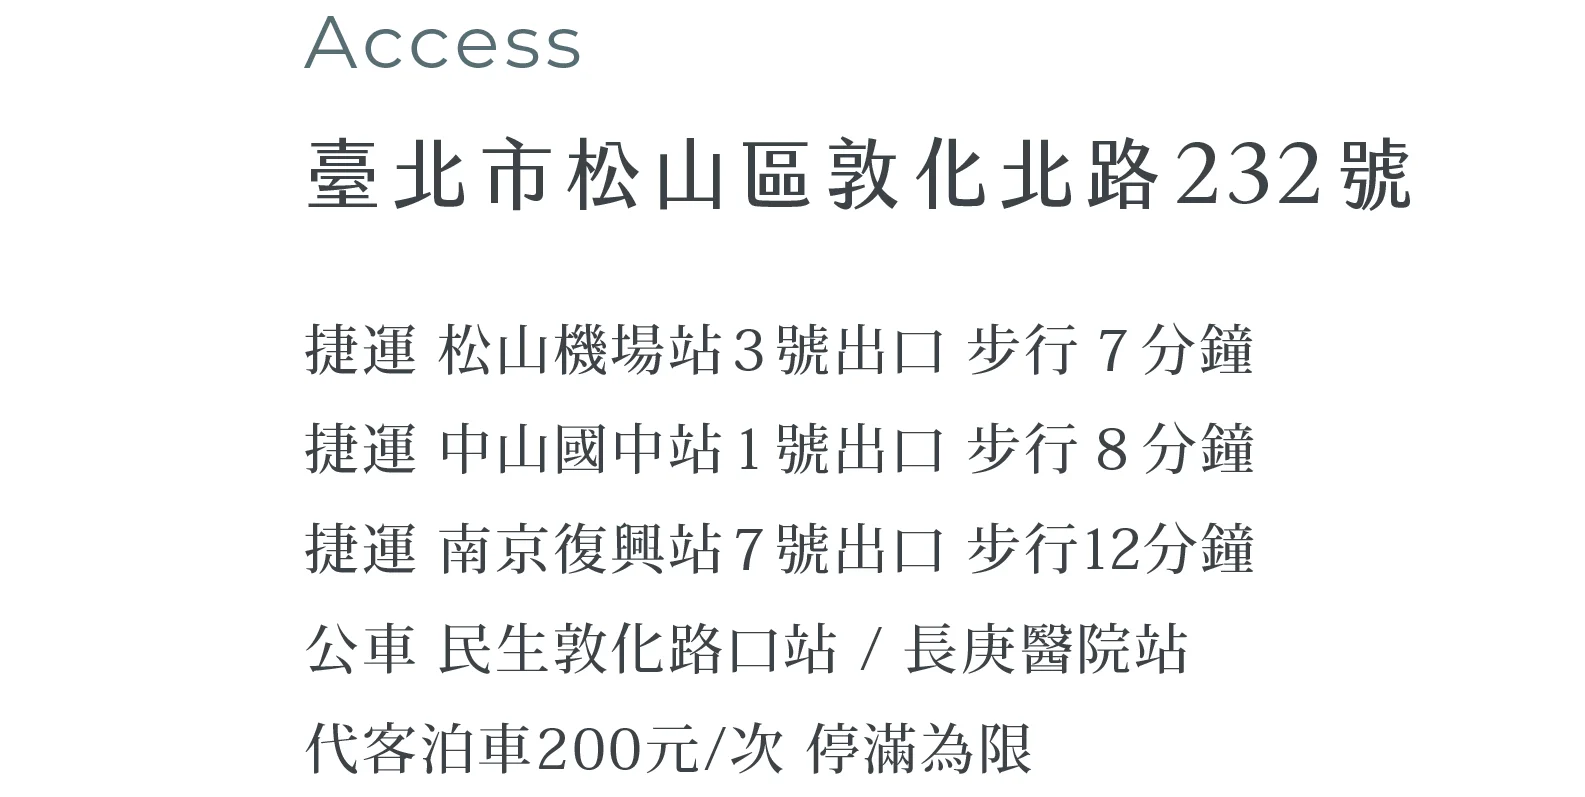 Access
臺北市松山區敦化北路232號
捷運 松山機場站3號出口 步行 7分鐘
捷運 中山國中站1號出口 步行 8分鐘
捷運 南京復興站7號出口 步行12分鐘
公車 民生敦化路口站 / 長庚醫院站
代客泊車200元/次 停滿為限